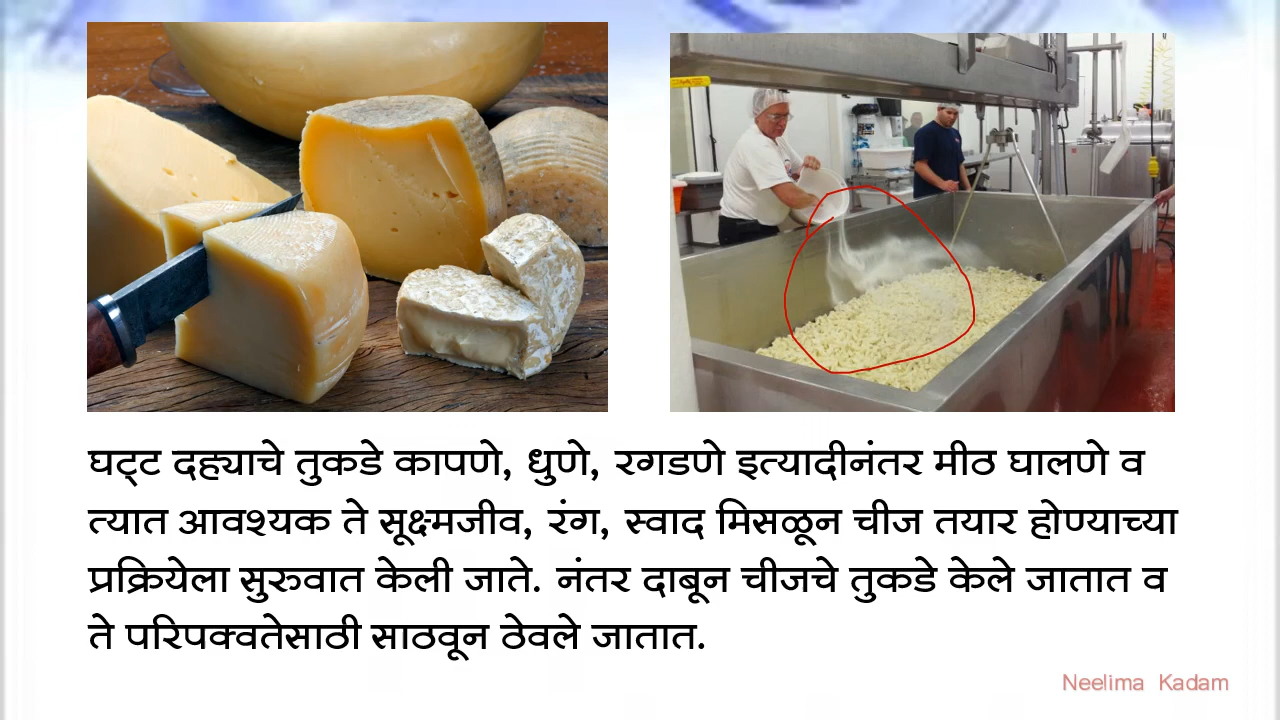 घट्ट दह्याचे तुकडे कापणे, धुणे, रगडणे इत्यादीनंतर मीठ घालणे व
त्यात आवश्यक ते सूक्ष्मजीव, रंग, स्वाद मिसळून चीज तयार होण्याच्या
प्रक्रियेला सुरुवात केली जाते. नंतर दाबून चीजचे तुकडे केले जातात व
ते परिपक्वतेसाठी साठवून ठेवले जातात.
Neelima Kadam